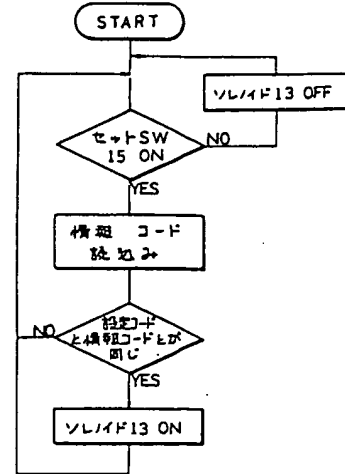 START
ソレノイド13 OFF
セットSW
15 ON
NO
YES
情報 コード
読込み
設定コード
と情報コードとが
同じ
NO
YES
ソレノイド13 ON